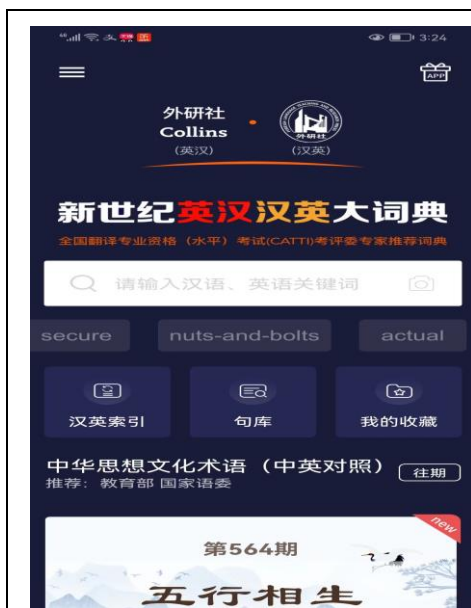 3:24
APP
外研社
Collins
(英汉)
外研社
(汉英)
新世纪英汉汉英大词典
全国翻译专业资格（水平）考试(CATTI)考评委专家推荐词典
请输入汉语、英语关键词
secure
nuts-and-bolts
actual
汉英索引
句库
我的收藏
中华思想文化术语（中英对照）
往期
推荐：教育部 国家语委
new
第564期
五行相生